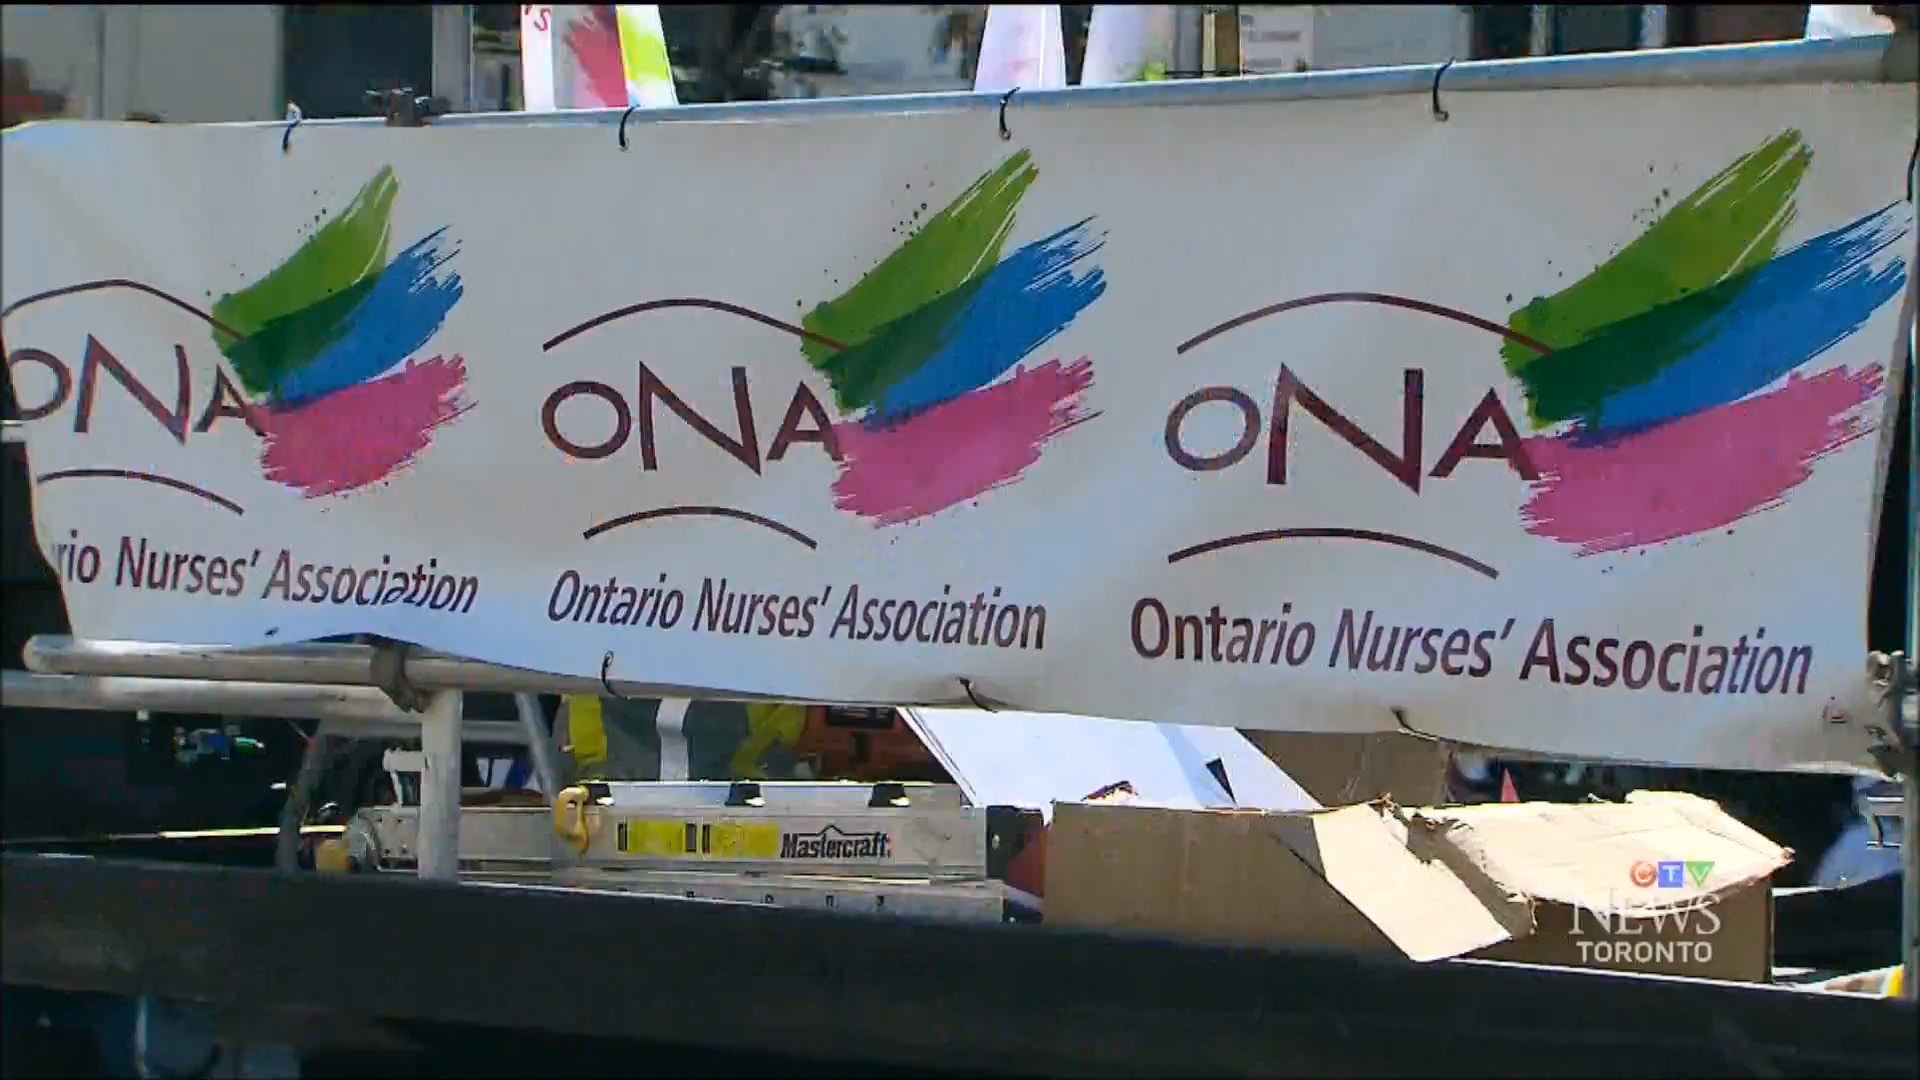 ONA
ONA
ONA
rio Nurses' Association
Ontario Nurses' Association
Ontario Nurses' Association
Mastercraft
CTV
NEWS
TORONTO